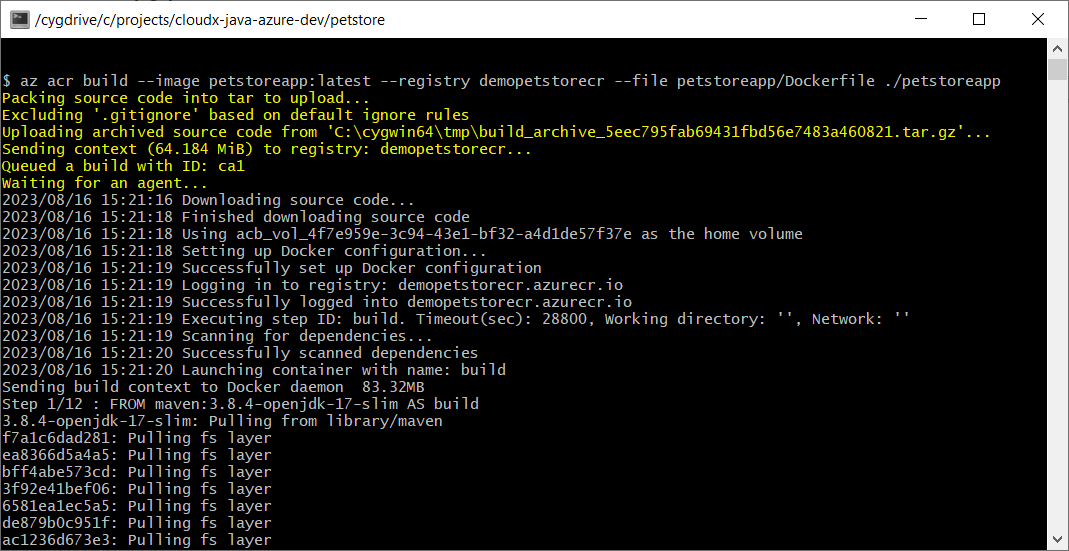 /cygdrive/c/projects/cloudx-java-azure-dev/petstore
$ az acr build --image petstoreapp:latest --registry demopetstorecr --file petstoreapp/Dockerfile ./petstoreapp
Packing source code into tar to upload...
Excluding '.gitignore' based on default ignore rules
Uploading archived source code from 'C:\cygwin64\tmp\build_archive_5eec795fab69431fbd56e7483a460821.tar.gz'...
Sending context (64.184 MiB) to registry: demopetstorecr...
Queued a build with ID: ca1
Waiting for an agent...
2023/08/16 15:21:16 Downloading source code...
2023/08/16 15:21:18 Finished downloading source code
2023/08/16 15:21:18 Using acb_vol_4f7e959e-3c94-43e1-bf32-a4d1de57f37e as the home volume
2023/08/16 15:21:18 Setting up Docker configuration...
2023/08/16 15:21:19 Successfully set up Docker configuration
2023/08/16 15:21:19 Logging in to registry: demopetstorecr.azurecr.io
2023/08/16 15:21:19 Successfully logged into demopetstorecr.azurecr.io
2023/08/16 15:21:19 Executing step ID: build. Timeout(sec): 28800, Working directory: '', Network: ''
2023/08/16 15:21:19 Scanning for dependencies...
2023/08/16 15:21:20 Successfully scanned dependencies
2023/08/16 15:21:20 Launching container with name: build
Sending build context to Docker daemon  83.32MB
Step 1/12 : FROM maven:3.8.4-openjdk-17-slim AS build
3.8.4-openjdk-17-slim: Pulling from library/maven
f7a1c6dad281: Pulling fs layer
ea8366d5a4a5: Pulling fs layer
bff4abe573cd: Pulling fs layer
3f92e41bef06: Pulling fs layer
6581ea1ec5a5: Pulling fs layer
de879b0c951f: Pulling fs layer
ac1236d673e3: Pulling fs layer